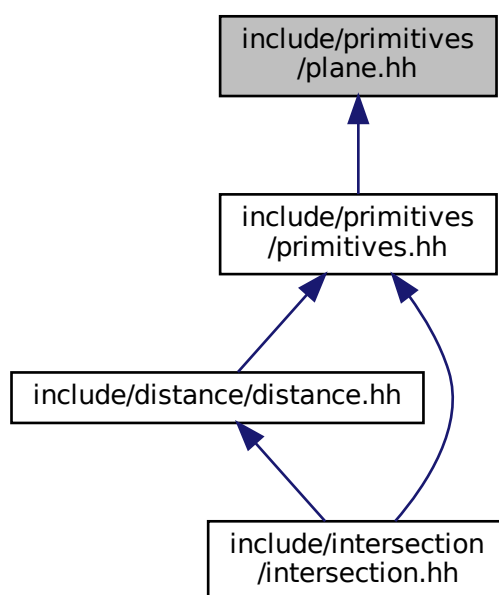 include/primitives
/plane.hh
include/primitives
/primitives.hh
include/distance/distance.hh
include/intersection
/intersection.hh